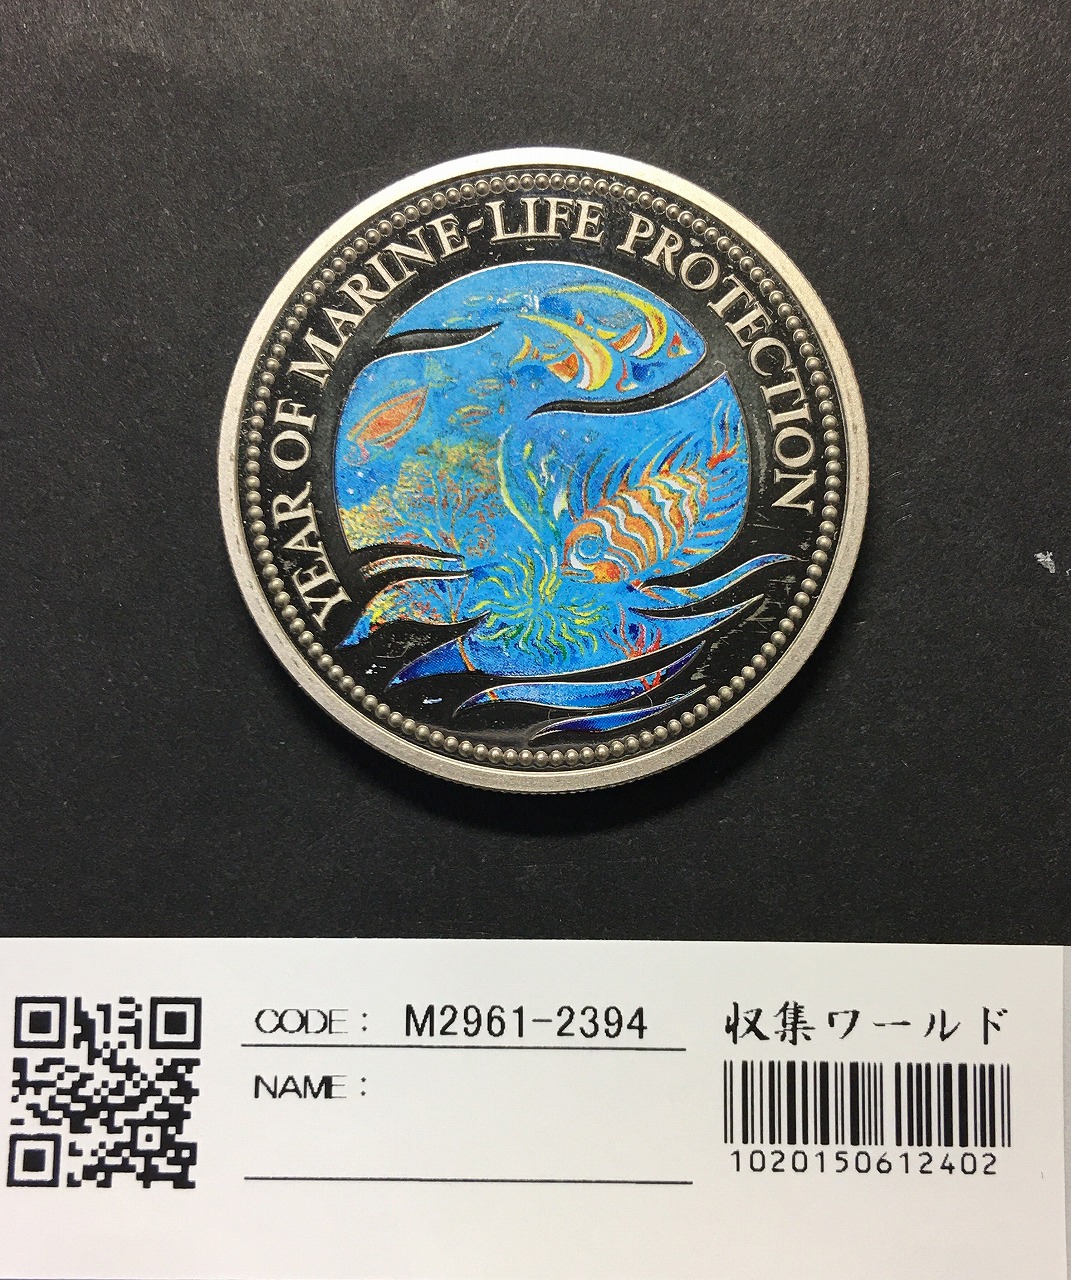 YEAR OF MARINE-LIFE PROTECTION
CODE： M2961-2394
NAME：
収集ワールド
1020150612402